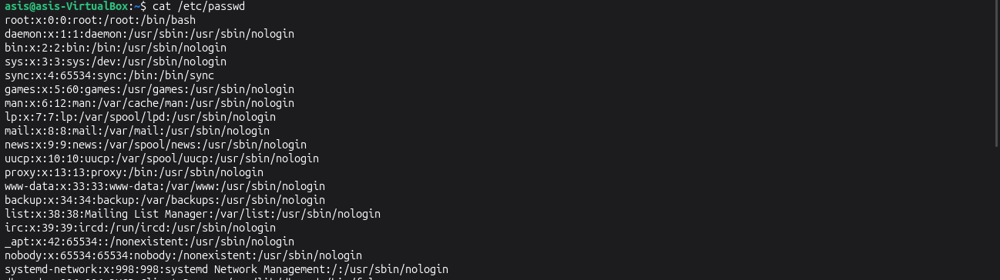 asis@asis-VirtualBox:~$ cat /etc/passwd
root:x:0:0:root:/root:/bin/bash
daemon:x:1:1:daemon:/usr/sbin:/usr/sbin/nologin
bin:x:2:2:bin:/bin:/usr/sbin/nologin
sys:x:3:3:sys:/dev:/usr/sbin/nologin
sync:x:4:65534:sync:/bin:/bin/sync
games:x:5:60:games:/usr/games:/usr/sbin/nologin
man:x:6:12:man:/var/cache/man:/usr/sbin/nologin
lp:x:7:7:lp:/var/spool/lpd:/usr/sbin/nologin
mail:x:8:8:mail:/var/mail:/usr/sbin/nologin
news:x:9:9:news:/var/spool/news:/usr/sbin/nologin
uucp:x:10:10:uucp:/var/spool/uucp:/usr/sbin/nologin
proxy:x:13:13:proxy:/bin:/usr/sbin/nologin
www-data:x:33:33:www-data:/var/www:/usr/sbin/nologin
backup:x:34:34:backup:/var/backups:/usr/sbin/nologin
list:x:38:38:Mailing List Manager:/var/list:/usr/sbin/nologin
irc:x:39:39:ircd:/run/ircd:/usr/sbin/nologin
_apt:x:42:65534::/nonexistent:/usr/sbin/nologin
nobody:x:65534:65534:nobody:/nonexistent:/usr/sbin/nologin
systemd-network:x:998:998:systemd Network Management:/:/usr/sbin/nologin